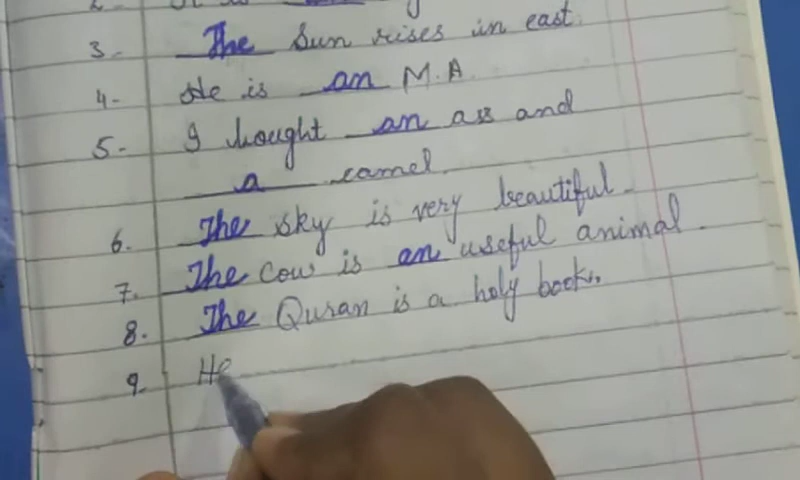 3. The Sun rises in east.
4. He is an M.A.
5. I bought an ass and
a camel.
6. The sky is very beautiful.
7. The cow is an useful animal.
8. The Quran is a holy book.
9. He